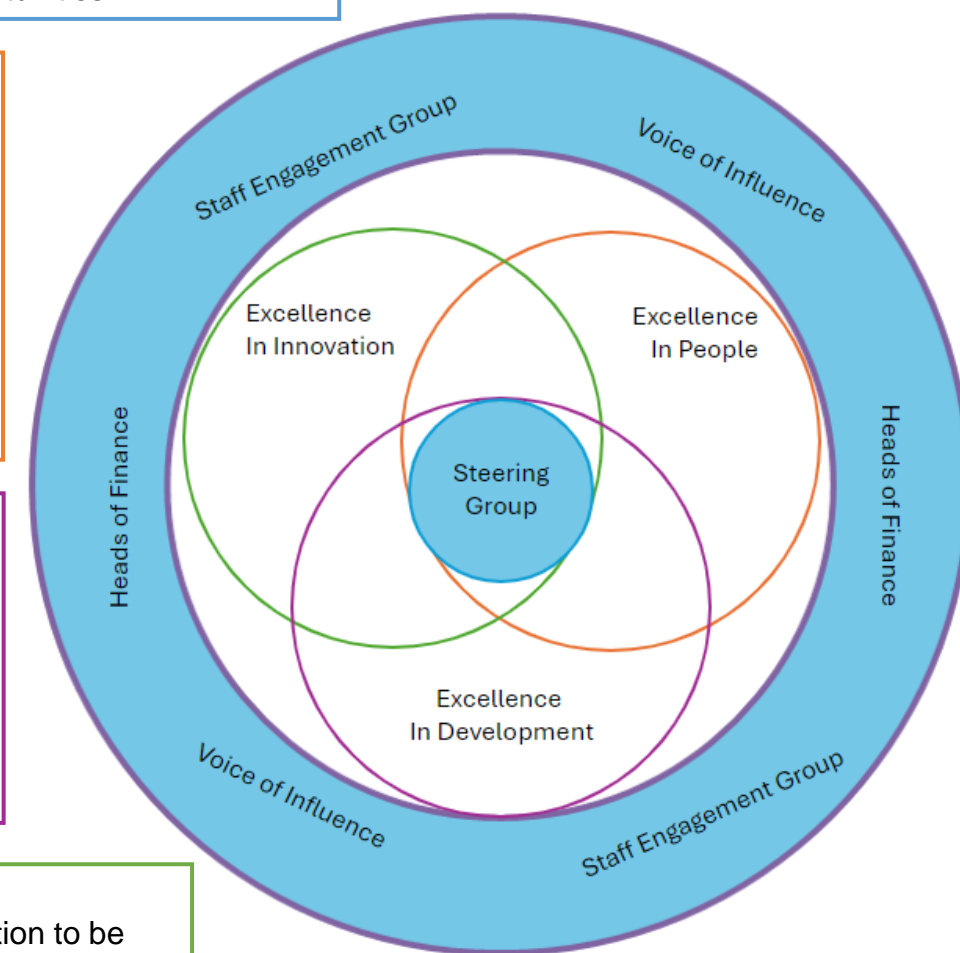 Staff Engagement Group
Voice of Influence
Excellence
In Innovation
Excellence
In People
Heads of Finance
Steering
Group
Heads of Finance
Excellence
In Development
Voice of Influence
Staff Engagement Group
to be